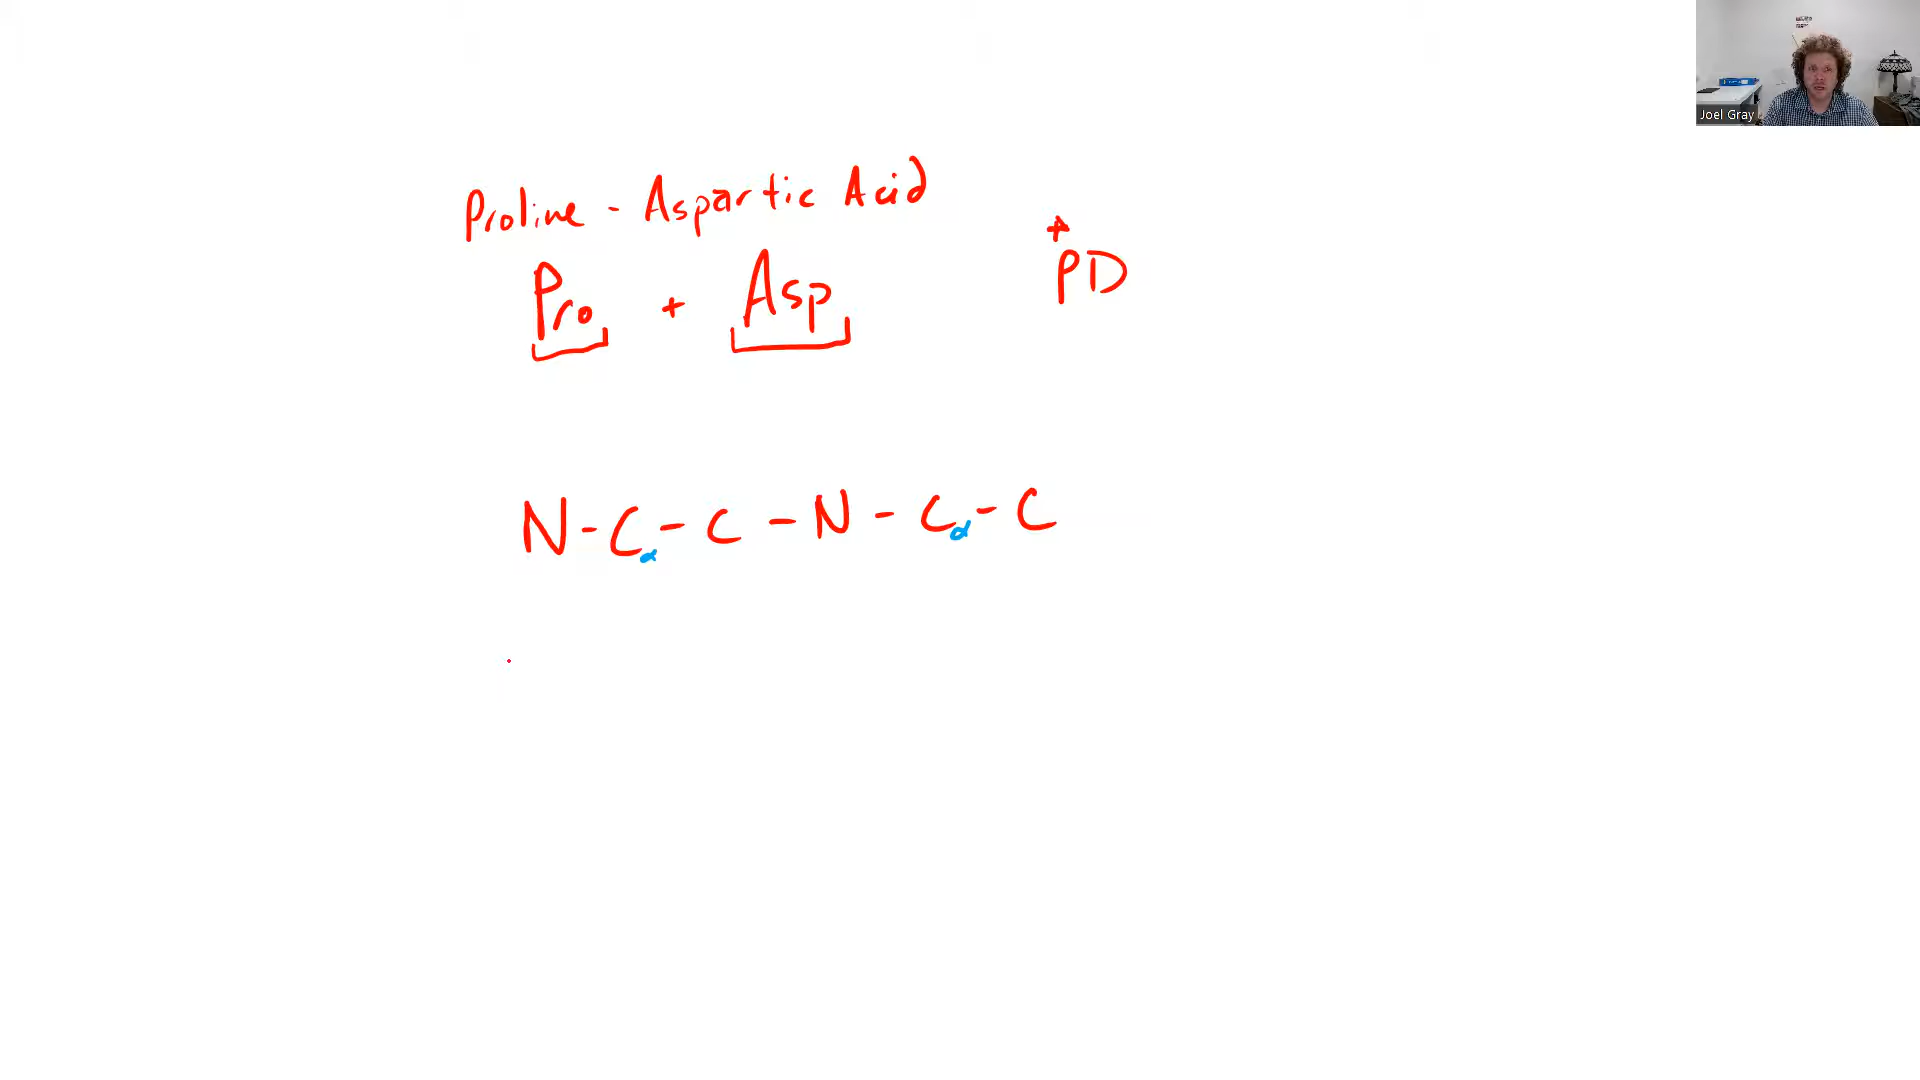 Joel Gray
Proline - Aspartic Acid
Pro + Asp
PD
N - Cα - C - N - Cα - C